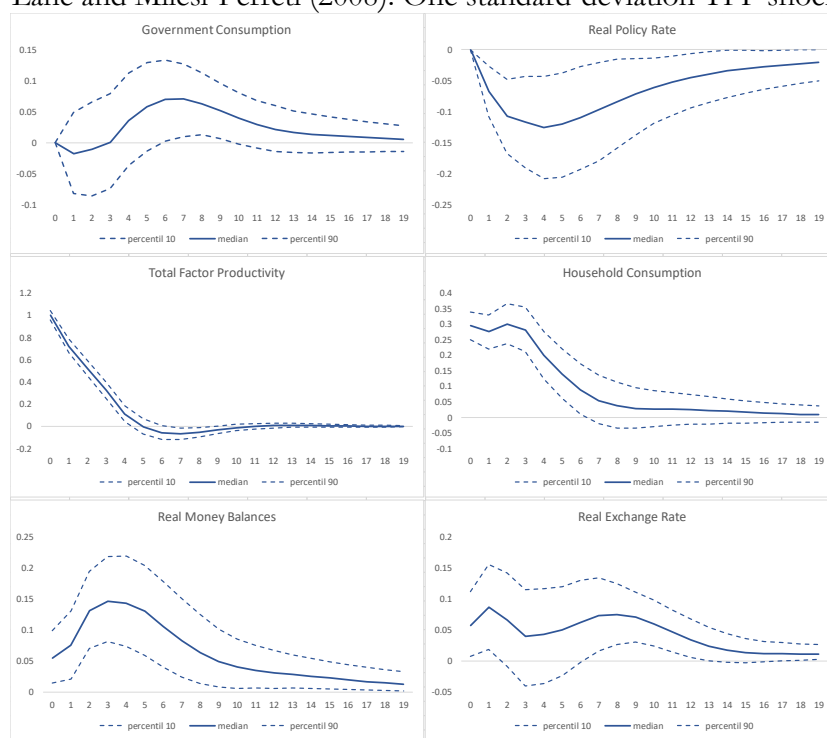 Lane and Milesi-Ferreti (2006). One standard deviation TFP shock
Government Consumption
0.15
0.1
0.05
0
-0.05
-0.1
0 1 2 3 4 5 6 7 8 9 10 11 12 13 14 15 16 17 18 19
percentil 10 median percentil 90
Real Policy Rate
0
-0.05
-0.1
-0.15
-0.2
-0.25
0 1 2 3 4 5 6 7 8 9 10 11 12 13 14 15 16 17 18 19
percentil 10 median percentil 90
Total Factor Productivity
1.2
1
0.8
0.6
0.4
0.2
0
-0.2
0 1 2 3 4 5 6 7 8 9 10 11 12 13 14 15 16 17 18 19
percentil 10 median percentil 90
Household Consumption
0.4
0.35
0.3
0.25
0.2
0.15
0.1
0.05
0
-0.05
-0.1
0 1 2 3 4 5 6 7 8 9 10 11 12 13 14 15 16 17 18 19
percentil 10 median percentil 90
Real Money Balances
0.25
0.2
0.15
0.1
0.05
0
0 1 2 3 4 5 6 7 8 9 10 11 12 13 14 15 16 17 18 19
percentil 10 median percentil 90
Real Exchange Rate
0.2
0.15
0.1
0.05
0
-0.05
0 1 2 3 4 5 6 7 8 9 10 11 12 13 14 15 16 17 18 19
percentil 10 median percentil 90